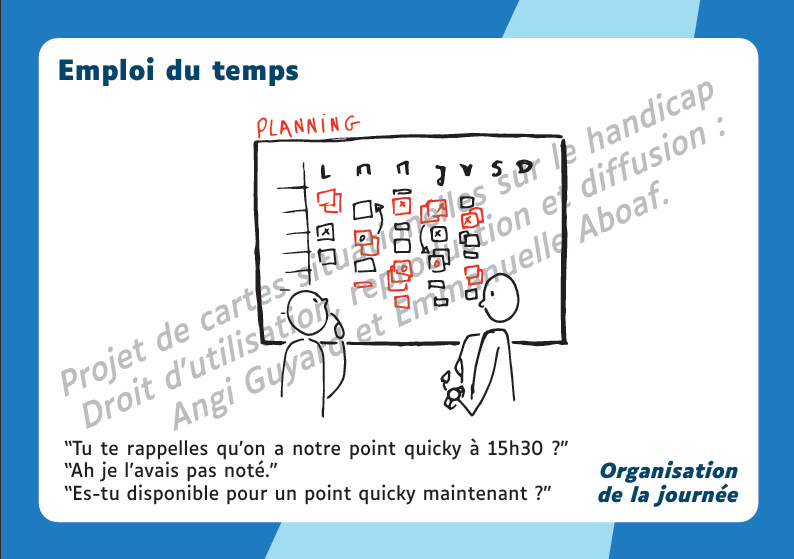 Emploi du temps
PLANNING
L M M J V S D
Projet de cartes situationelles sur le handicap
Droit d'utilisation, reproduction et diffusion :
Angi Guyard et Emmanuelle Aboaf.
"Tu te rappelles qu'on a notre point quicky à 15h30 ?"
"Ah je l'avais pas noté."
"Es-tu disponible pour un point quicky maintenant ?"
Organisation
de la journée